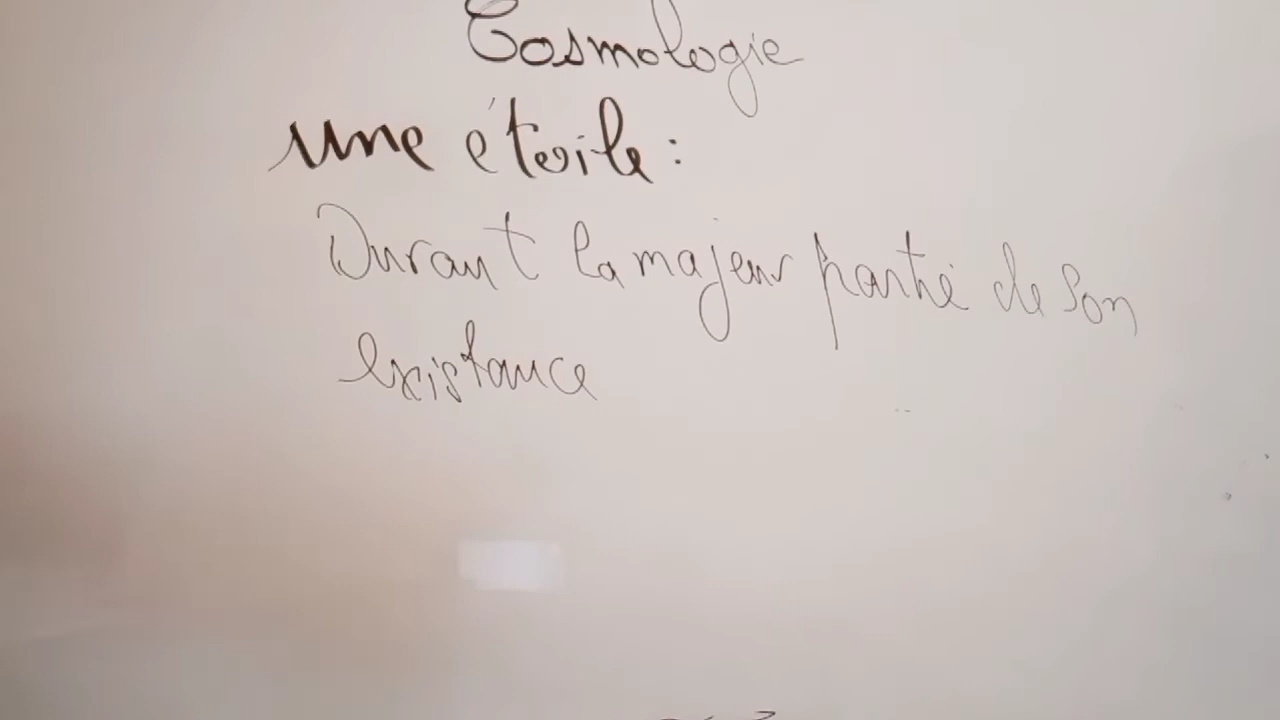 Cosmologie
une étoile :
Durant la majeur partie de son
existance